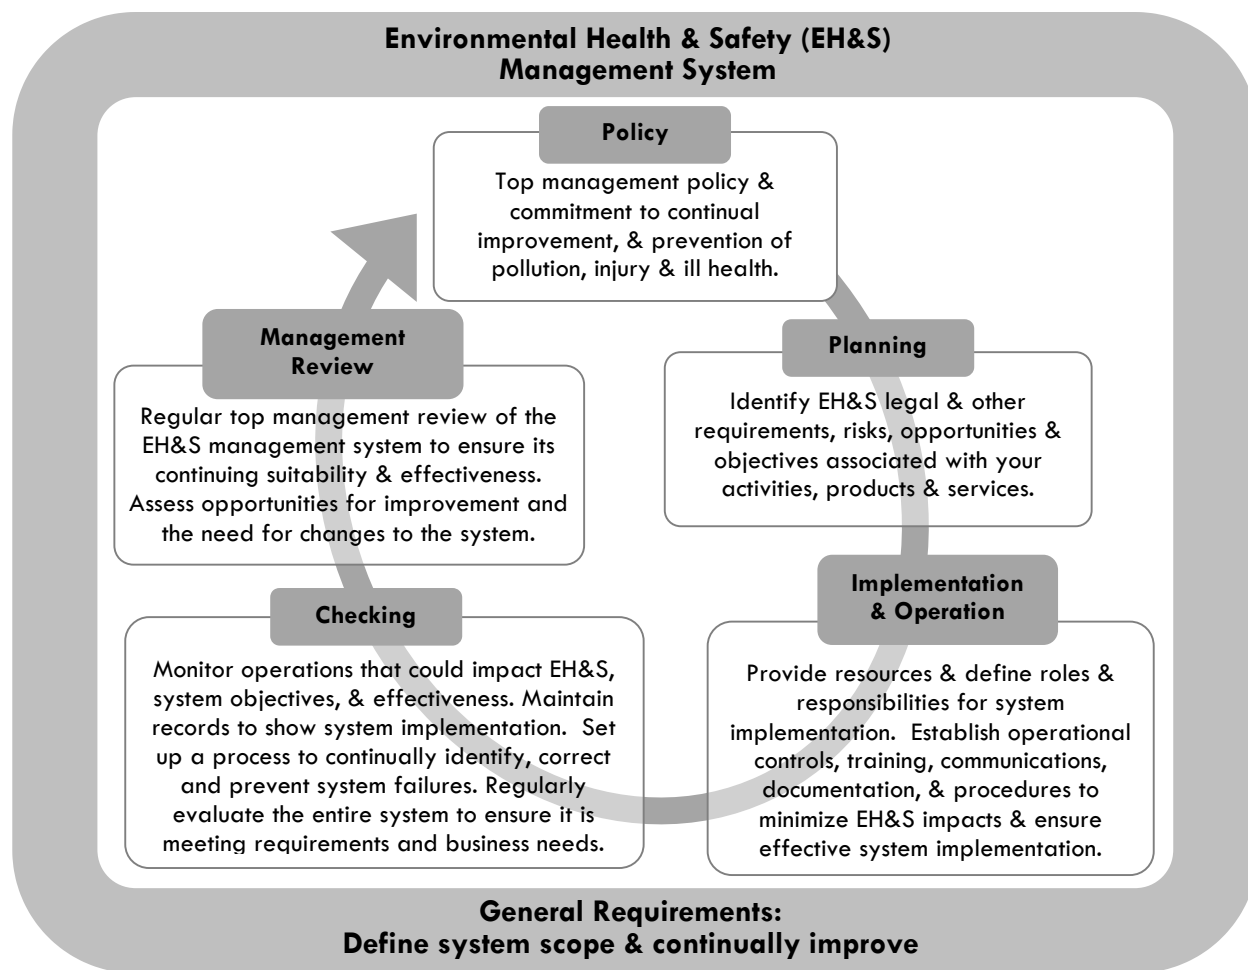 Environmental Health & Safety (EH&S)
Management System
Policy
Top management policy &
commitment to continual
improvement, & prevention of
pollution, injury & ill health.
Planning
Identify EH&S legal & other
requirements, risks, opportunities &
objectives associated with your
activities, products & services.
Implementation
& Operation
Provide resources & define roles &
responsibilities for system
implementation.  Establish operational
controls, training, communications,
documentation, & procedures to
minimize EH&S impacts & ensure
effective system implementation.
Checking
Monitor operations that could impact EH&S,
system objectives, & effectiveness. Maintain
records to show system implementation.  Set
up a process to continually identify, correct
and prevent system failures. Regularly
evaluate the entire system to ensure it is
meeting requirements and business needs.
Management
Review
Regular top management review of the
EH&S management system to ensure its
continuing suitability & effectiveness.
Assess opportunities for improvement and
the need for changes to the system.
General Requirements:
Define system scope & continually improve